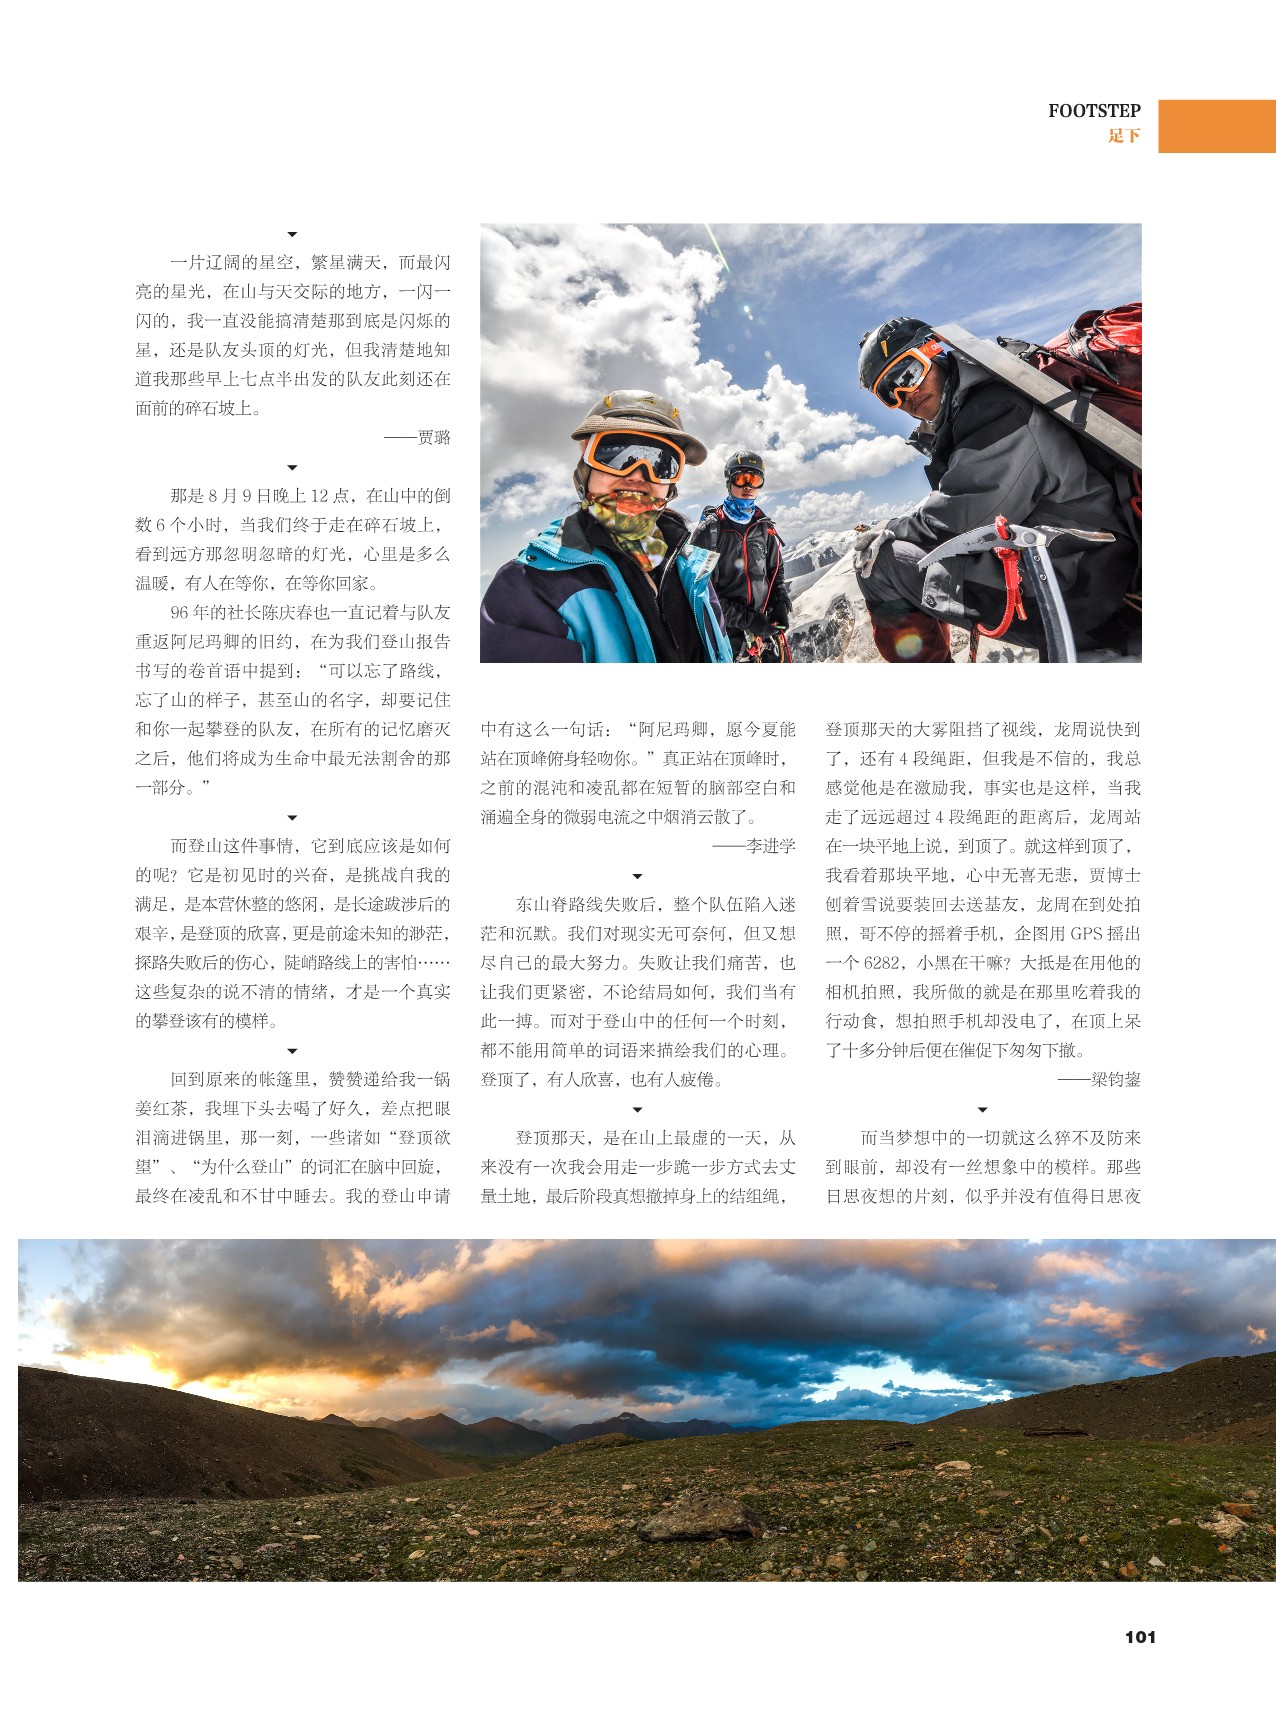 FOOTSTEP
足下
一片辽阔的星空，繁星满天，而最闪
亮的星光，在山与天交际的地方，一闪一
闪的，我一直没能搞清楚那到底是闪烁的
星，还是队友头顶的灯光，但我清楚地知
道我那些早上七点半出发的队友此刻还在
面前的碎石坡上。
——贾璐
那是 8 月 9 日晚上 12 点，在山中的倒
数 6 个小时，当我们终于走在碎石坡上，
看到远方那忽明忽暗的灯光，心里是多么
温暖，有人在等你，在等你回家。
96 年的社长陈庆春也一直记着与队友
重返阿尼玛卿的旧约，在为我们登山报告
书写的卷首语中提到：“可以忘了路线，
忘了山的样子，甚至山的名字，却要记住
和你一起攀登的队友，在所有的记忆磨灭
之后，他们将成为生命中最无法割舍的那
一部分。”
而登山这件事情，它到底应该是如何
的呢？它是初见时的兴奋，是挑战自我的
满足，是本营休整的悠闲，是长途跋涉后的
艰辛，是登顶的欣喜，更是前途未知的渺茫，
探路失败后的伤心，陡峭路线上的害怕……
这些复杂的说不清的情绪，才是一个真实
的攀登该有的模样。
回到原来的帐篷里，赞赞递给我一锅
姜红茶，我埋下头去喝了好久，差点把眼
泪滴进锅里，那一刻，一些诸如“登顶欲
望”、“为什么登山”的词汇在脑中回旋，
最终在凌乱和不甘中睡去。我的登山申请
中有这么一句话：“阿尼玛卿，愿今夏能
站在顶峰俯身轻吻你。”真正站在顶峰时，
之前的混沌和凌乱都在短暂的脑部空白和
涌遍全身的微弱电流之中烟消云散了。
——李进学
东山脊路线失败后，整个队伍陷入迷
茫和沉默。我们对现实无可奈何，但又想
尽自己的最大努力。失败让我们痛苦，也
让我们更紧密，不论结局如何，我们当有
此一搏。而对于登山中的任何一个时刻，
都不能用简单的词语来描绘我们的心理。
登顶了，有人欣喜，也有人疲倦。
登顶那天，是在山上最虚的一天，从
来没有一次我会用走一步跪一步方式去丈
量土地，最后阶段真想撤掉身上的结组绳，
登顶那天的大雾阻挡了视线，龙周说快到
了，还有 4 段绳距，但我是不信的，我总
感觉他是在激励我，事实也是这样，当我
走了远远超过 4 段绳距的距离后，龙周站
在一块平地上说，到顶了。就这样到顶了，
我看着那块平地，心中无喜无悲，贾博士
刨着雪说要装回去送基友，龙周在到处拍
照，哥不停的摇着手机，企图用 GPS 摇出
一个 6282，小黑在干嘛？大抵是在用他的
相机拍照，我所做的就是在那里吃着我的
行动食，想拍照手机却没电了，在顶上呆
了十多分钟后便在催促下匆匆下撤。
——梁钧鋆
而当梦想中的一切就这么猝不及防来
到眼前，却没有一丝想象中的模样。那些
日思夜想的片刻，似乎并没有值得日思夜
101